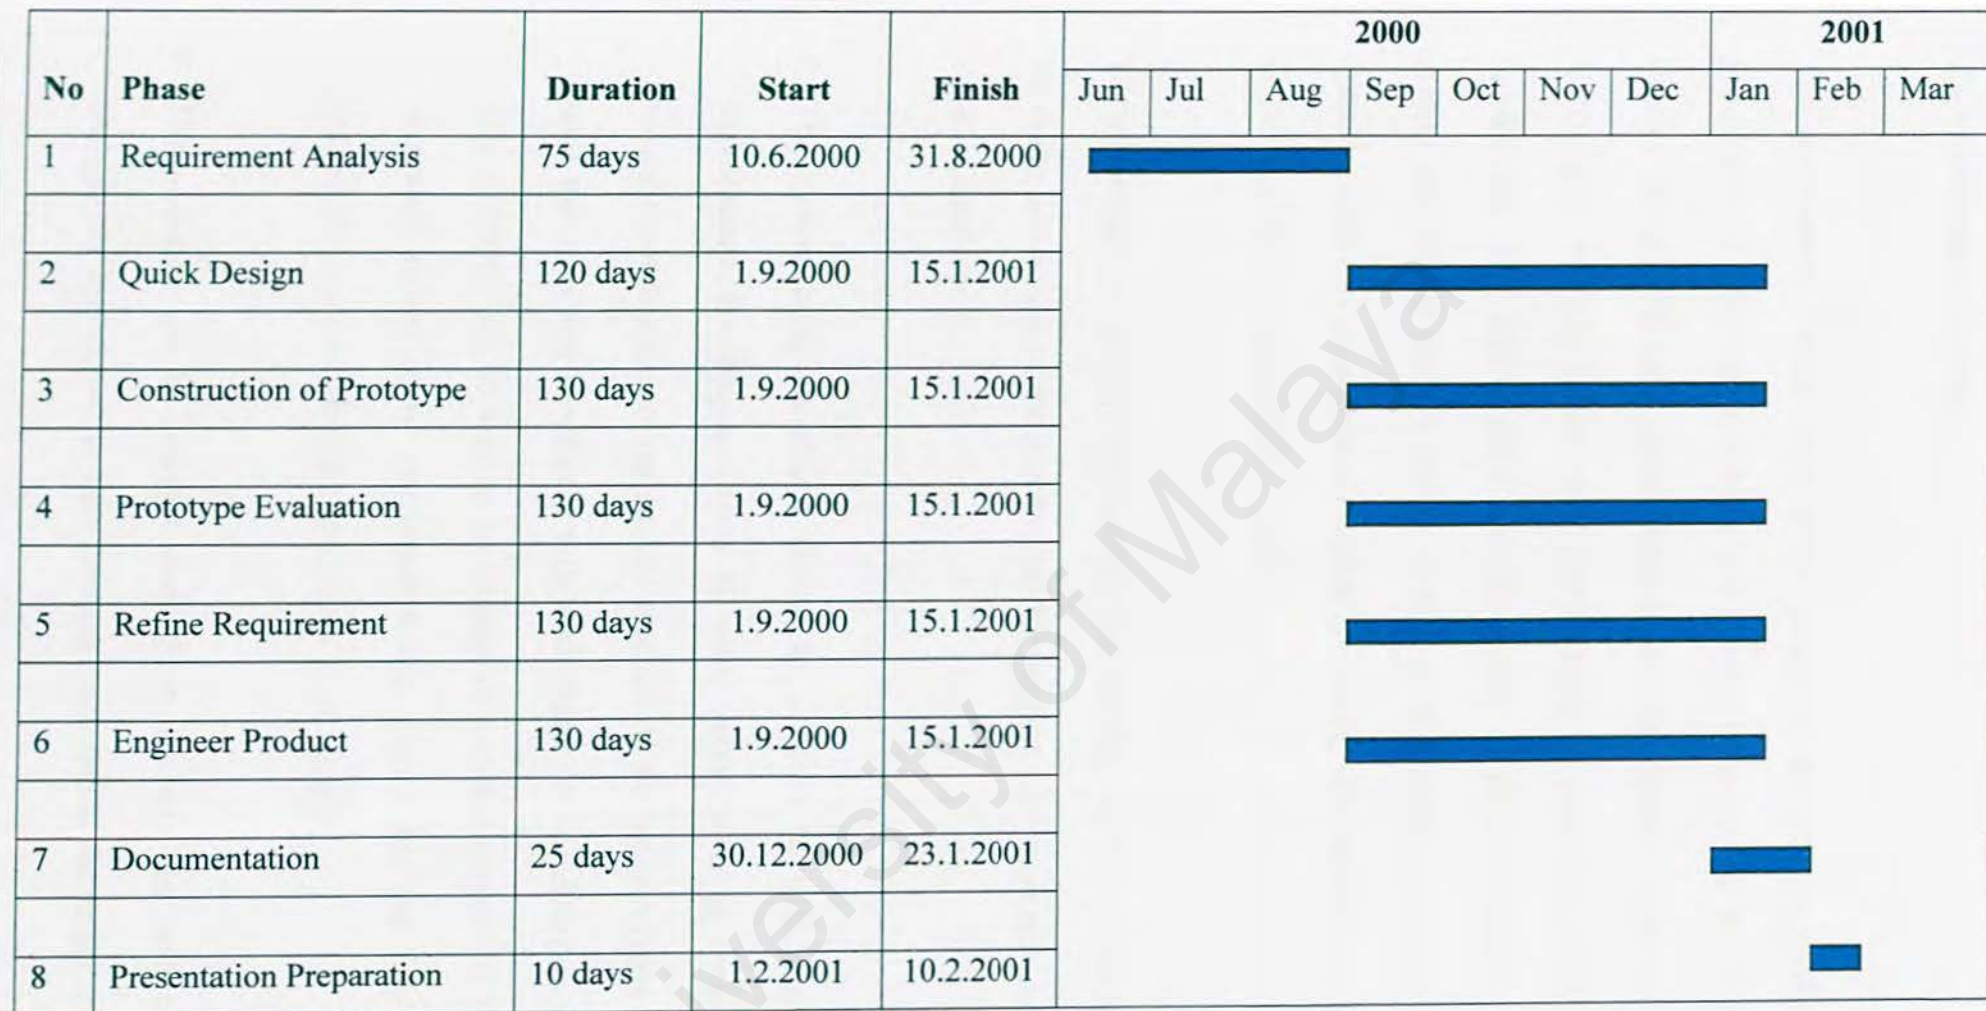 2000 2001
No Phase Duration Start Finish Jun Jul Aug Sep Oct Nov Dec Jan Feb Mar
1 Requirement Analysis 75 days 10.6.2000 31.8.2000
2 Quick Design 120 days 1.9.2000 15.1.2001
3 Construction of Prototype 130 days 1.9.2000 15.1.2001
4 Prototype Evaluation 130 days 1.9.2000 15.1.2001
5 Refine Requirement 130 days 1.9.2000 15.1.2001
6 Engineer Product 130 days 1.9.2000 15.1.2001
7 Documentation 25 days 30.12.2000 23.1.2001
8 Presentation Preparation 10 days 1.2.2001 10.2.2001
iversity of Malaya